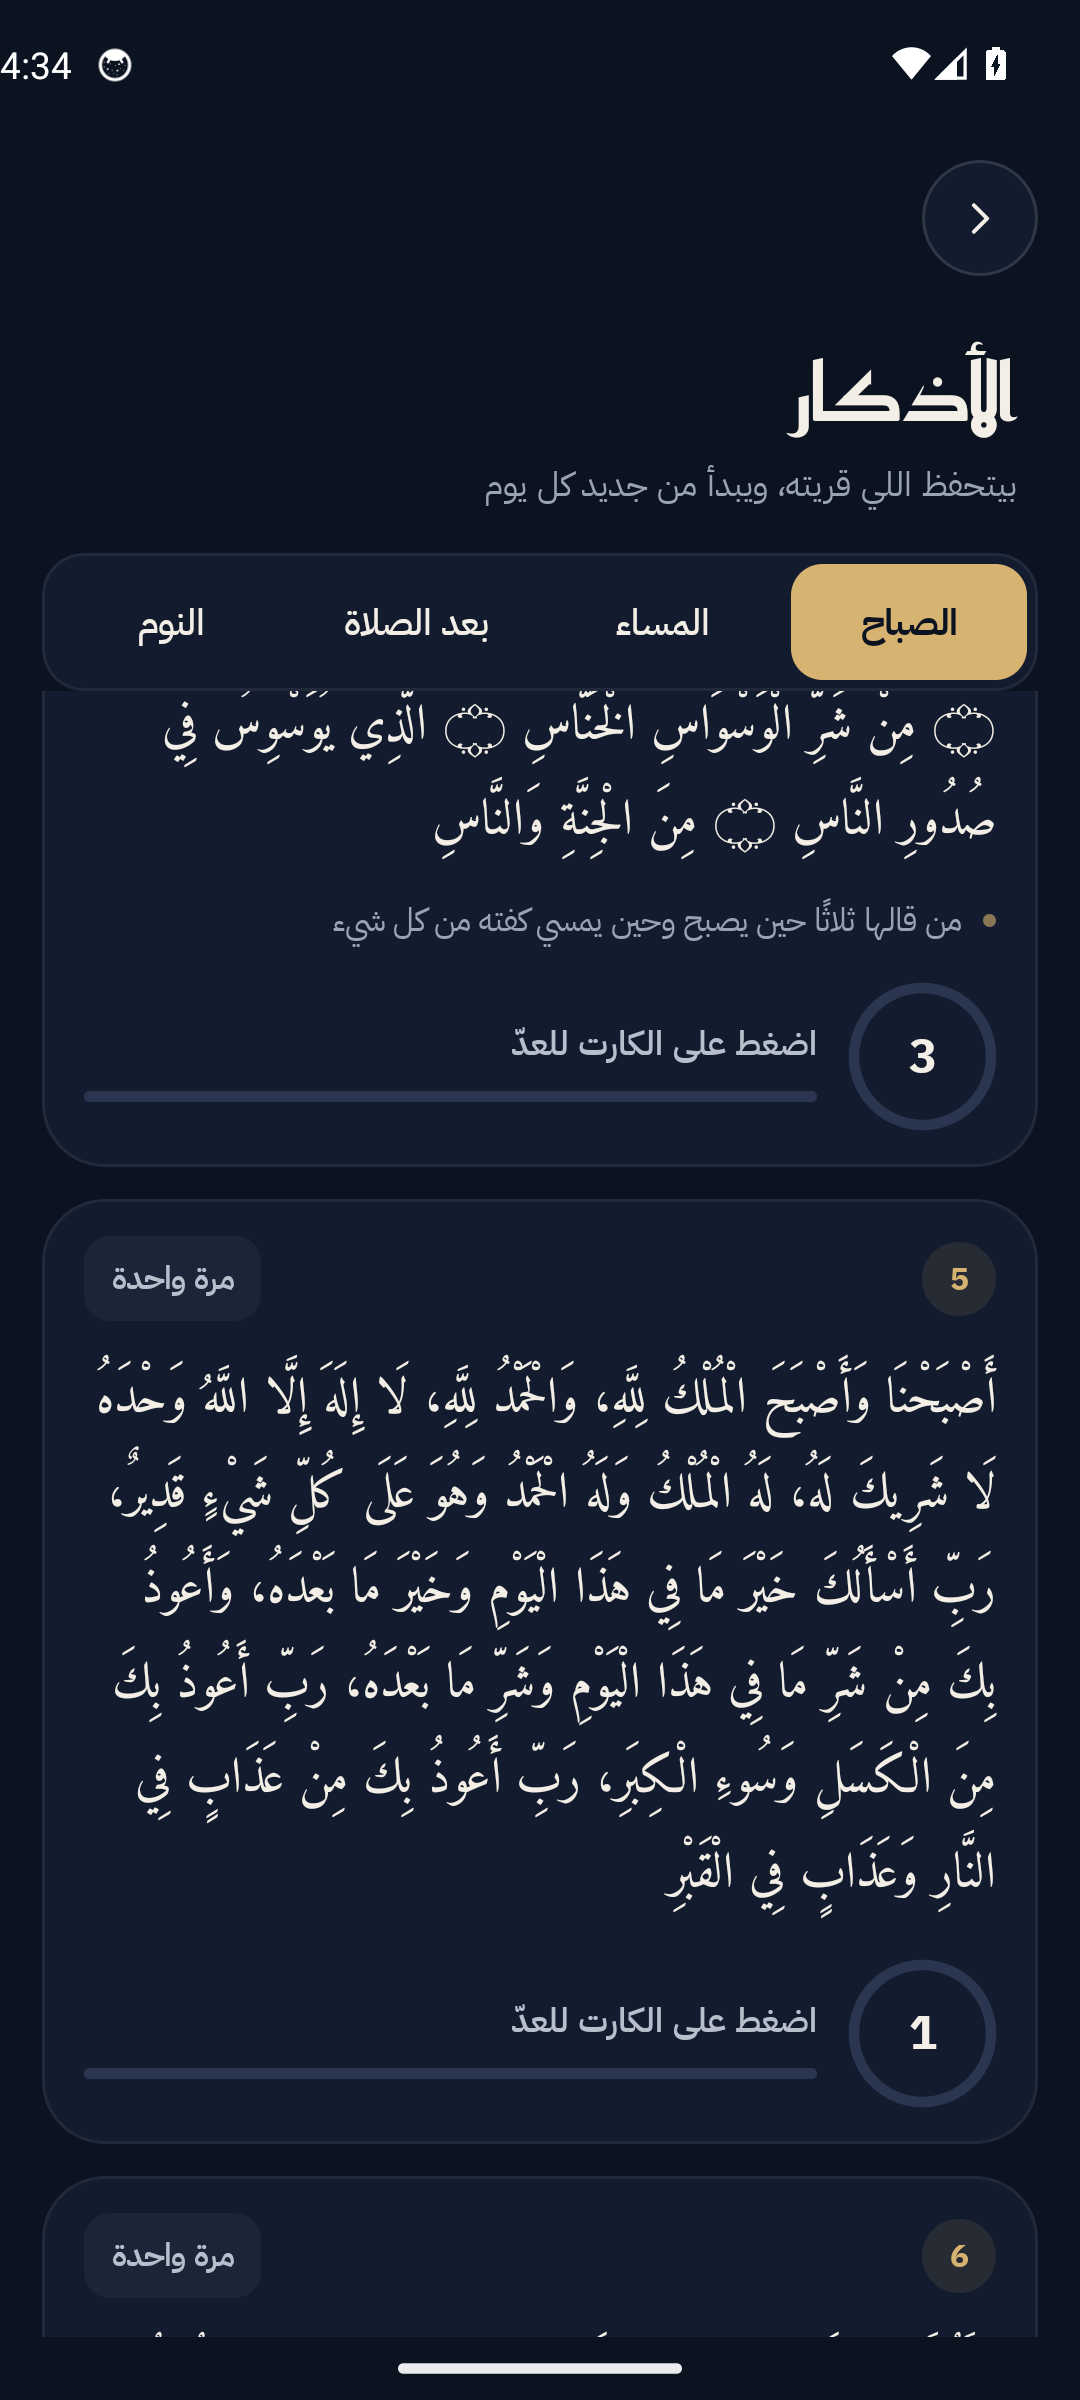 4:34
الأذكار
بيتحفظ اللي قريته، ويبدأ من جديد كل يوم
الصباح
المساء
بعد الصلاة
النوم
۝ مِنْ شَرِّ الْوَسْوَاسِ الْخَنَّاسِ ۝ الَّذِي يُوَسْوِسُ فِي
صُدُورِ النَّاسِ ۝ مِنَ الْجِنَّةِ وَالنَّاسِ
• من قالها ثلاثًا حين يصبح وحين يمسي كفته من كل شيء
3
اضغط على الكارت للعدّ
5
مرة واحدة
أَصْبَحْنَا وَأَصْبَحَ الْمُلْكُ لِلَّهِ، وَالْحَمْدُ لِلَّهِ، لَا إِلَهَ إِلَّا اللَّهُ وَحْدَهُ
لَا شَرِيكَ لَهُ، لَهُ الْمُلْكُ وَلَهُ الْحَمْدُ وَهُوَ عَلَى كُلِّ شَيْءٍ قَدِيرٌ،
رَبِّ أَسْأَلُكَ خَيْرَ مَا فِي هَذَا الْيَوْمِ وَخَيْرَ مَا بَعْدَهُ، وَأَعُوذُ
بِكَ مِنْ شَرِّ مَا فِي هَذَا الْيَوْمِ وَشَرِّ مَا بَعْدَهُ، رَبِّ أَعُوذُ بِكَ
مِنَ الْكَسَلِ وَسُوءِ الْكِبَرِ، رَبِّ أَعُوذُ بِكَ مِنْ عَذَابٍ فِي
النَّارِ وَعَذَابٍ فِي الْقَبْرِ
1
اضغط على الكارت للعدّ
6
مرة واحدة